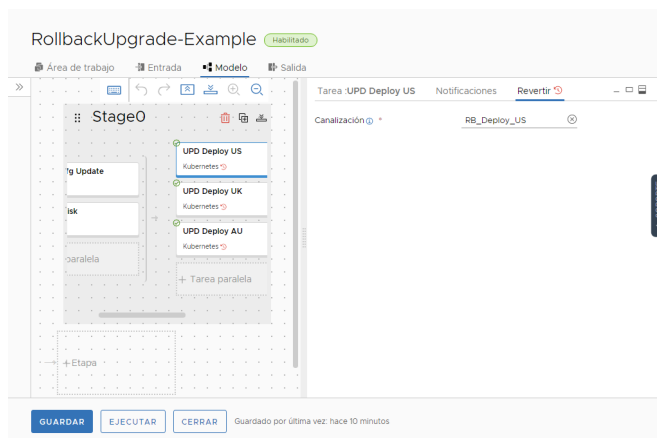 RollbackUpgrade-Example Habilitado
Área de trabajo Entrada Modelo Salida
Tarea :UPD Deploy US Notificaciones Revertir
Stage0
Canalización * RB_Deploy_US
UPD Deploy US
Kubernetes
fg Update
UPD Deploy UK
Kubernetes
isk
UPD Deploy AU
Kubernetes
paralela
+ Tarea paralela
+Etapa
GUARDAR EJECUTAR CERRAR Guardado por última vez: hace 10 minutos